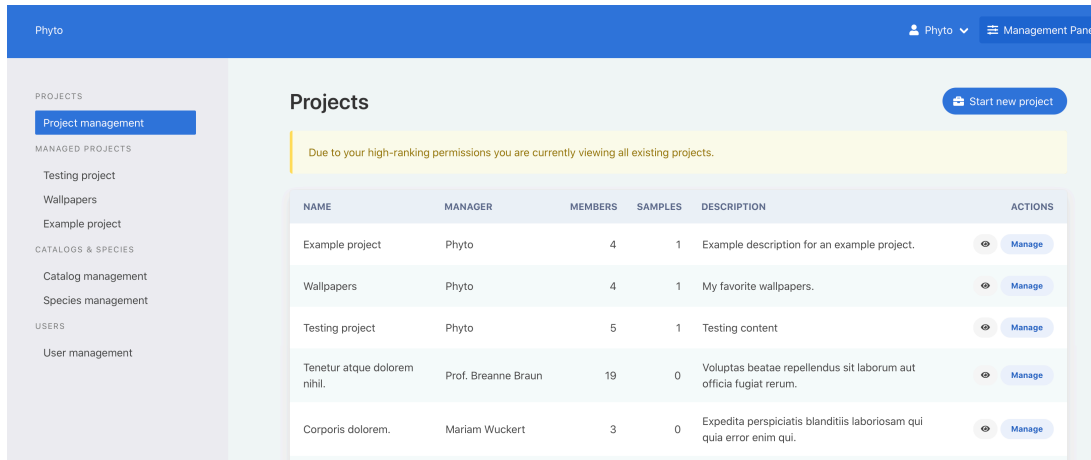 Phyto
Phyto
Management
PROJECTS
Project management
MANAGED PROJECTS
Testing project
Wallpapers
Example project
CATALOGS & SPECIES
Catalog management
Species management
USERS
User management
Projects
Start new project
Due to your high-ranking permissions you are currently viewing all existing projects.
NAME MANAGER MEMBERS SAMPLES DESCRIPTION ACTIONS
Example project Phyto 4 1 Example description for an example project. Manage
Wallpapers Phyto 4 1 My favorite wallpapers. Manage
Testing project Phyto 5 1 Testing content Manage
Tenetur atque dolorem
nihil.
Prof. Breanne Braun 19 0
Voluptas beatae repellendus sit laborum aut
officia fugiat rerum.
Manage
Corporis dolorem. Mariam Wuckert 3 0
Expedita perspiciatis blanditiis laboriosam qui
quia error enim qui.
Manage